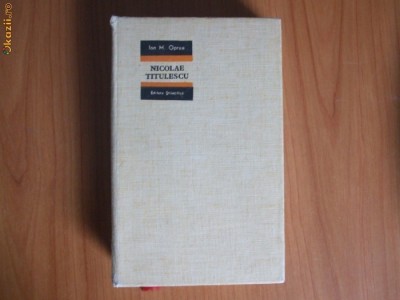 Ion M. Oprea
NICOLAE
TITULESCU
Editura Științifică
Okazii.ro